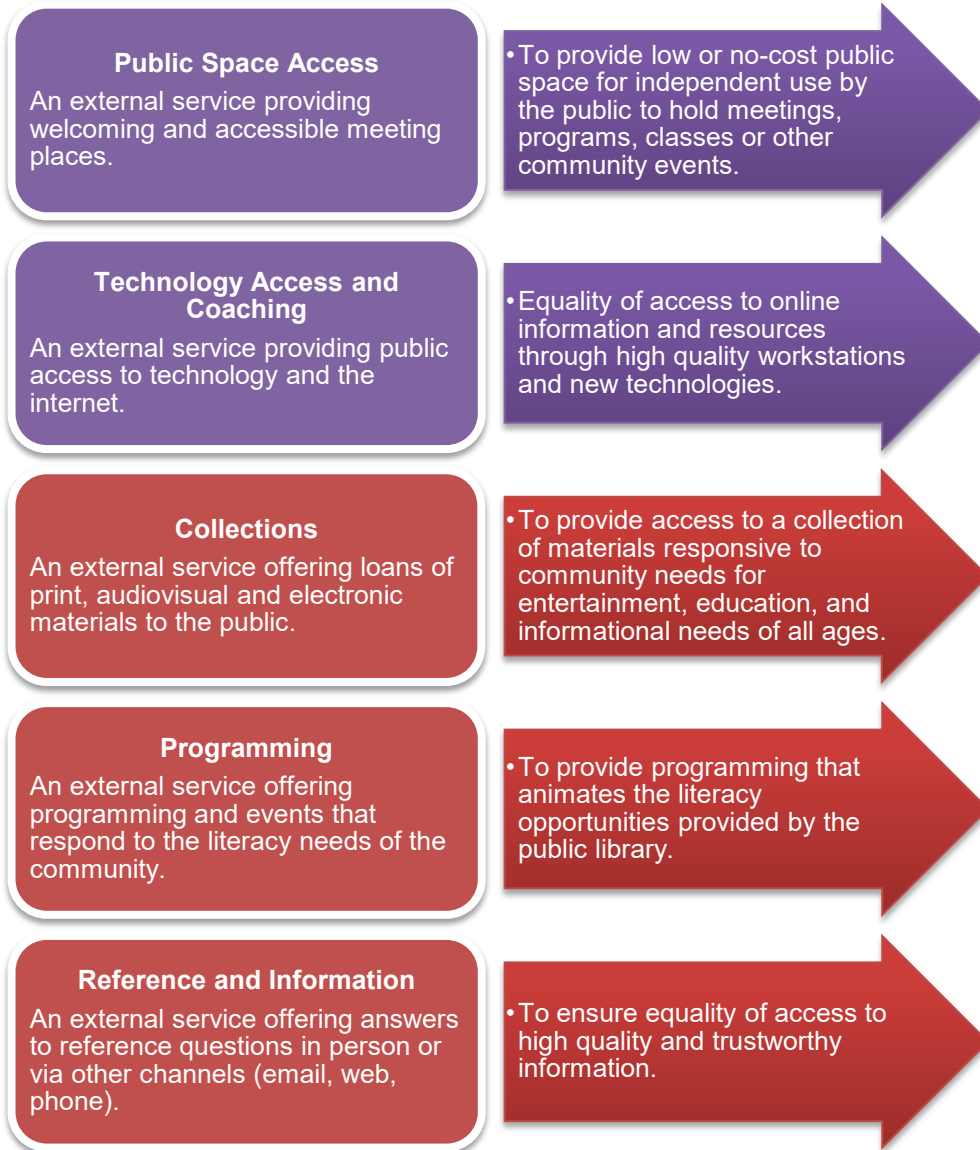 Public Space Access
An external service providing
welcoming and accessible meeting
places.
•To provide low or no-cost public
space for independent use by
the public to hold meetings,
programs, classes or other
community events.
Technology Access and
Coaching
An external service providing public
access to technology and the
internet.
•Equality of access to online
information and resources
through high quality workstations
and new technologies.
Collections
An external service offering loans of
print, audiovisual and electronic
materials to the public.
•To provide access to a collection
of materials responsive to
community needs for
entertainment, education, and
informational needs of all ages.
Programming
An external service offering
programming and events that
respond to the literacy needs of the
community.
•To provide programming that
animates the literacy
opportunities provided by the
public library.
Reference and Information
An external service offering answers
to reference questions in person or
via other channels (email, web,
phone).
•To ensure equality of access to
high quality and trustworthy
information.